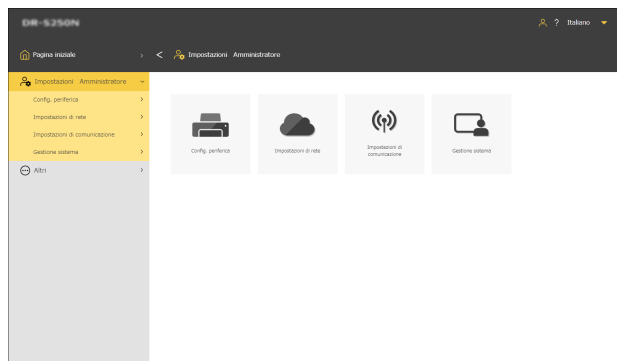 DR-S250N
? Italiano
Pagina iniziale
< Impostazioni Amministratore
Impostazioni Amministratore
Config. periferica
Impostazioni di rete
Impostazioni di comunicazione
Gestione sistema
Altri
Config. periferica
Impostazioni di rete
Impostazioni di
comunicazione
Gestione sistema